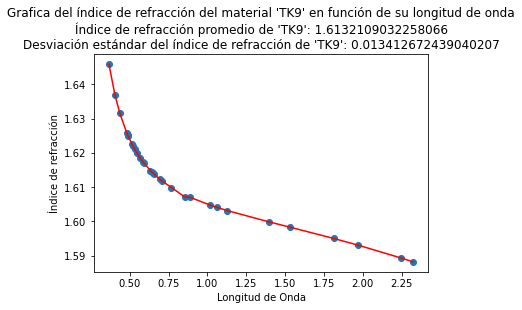 Grafica del índice de refracción del material 'TK9' en función de su longitud de onda
Índice de refracción promedio de 'TK9': 1.6132109032258066
Desviación estándar del índice de refracción de 'TK9': 0.013412672439040207
Índice de refracción
1.64
1.63
1.62
1.61
1.60
1.59
0.50 0.75 1.00 1.25 1.50 1.75 2.00 2.25
Longitud de Onda